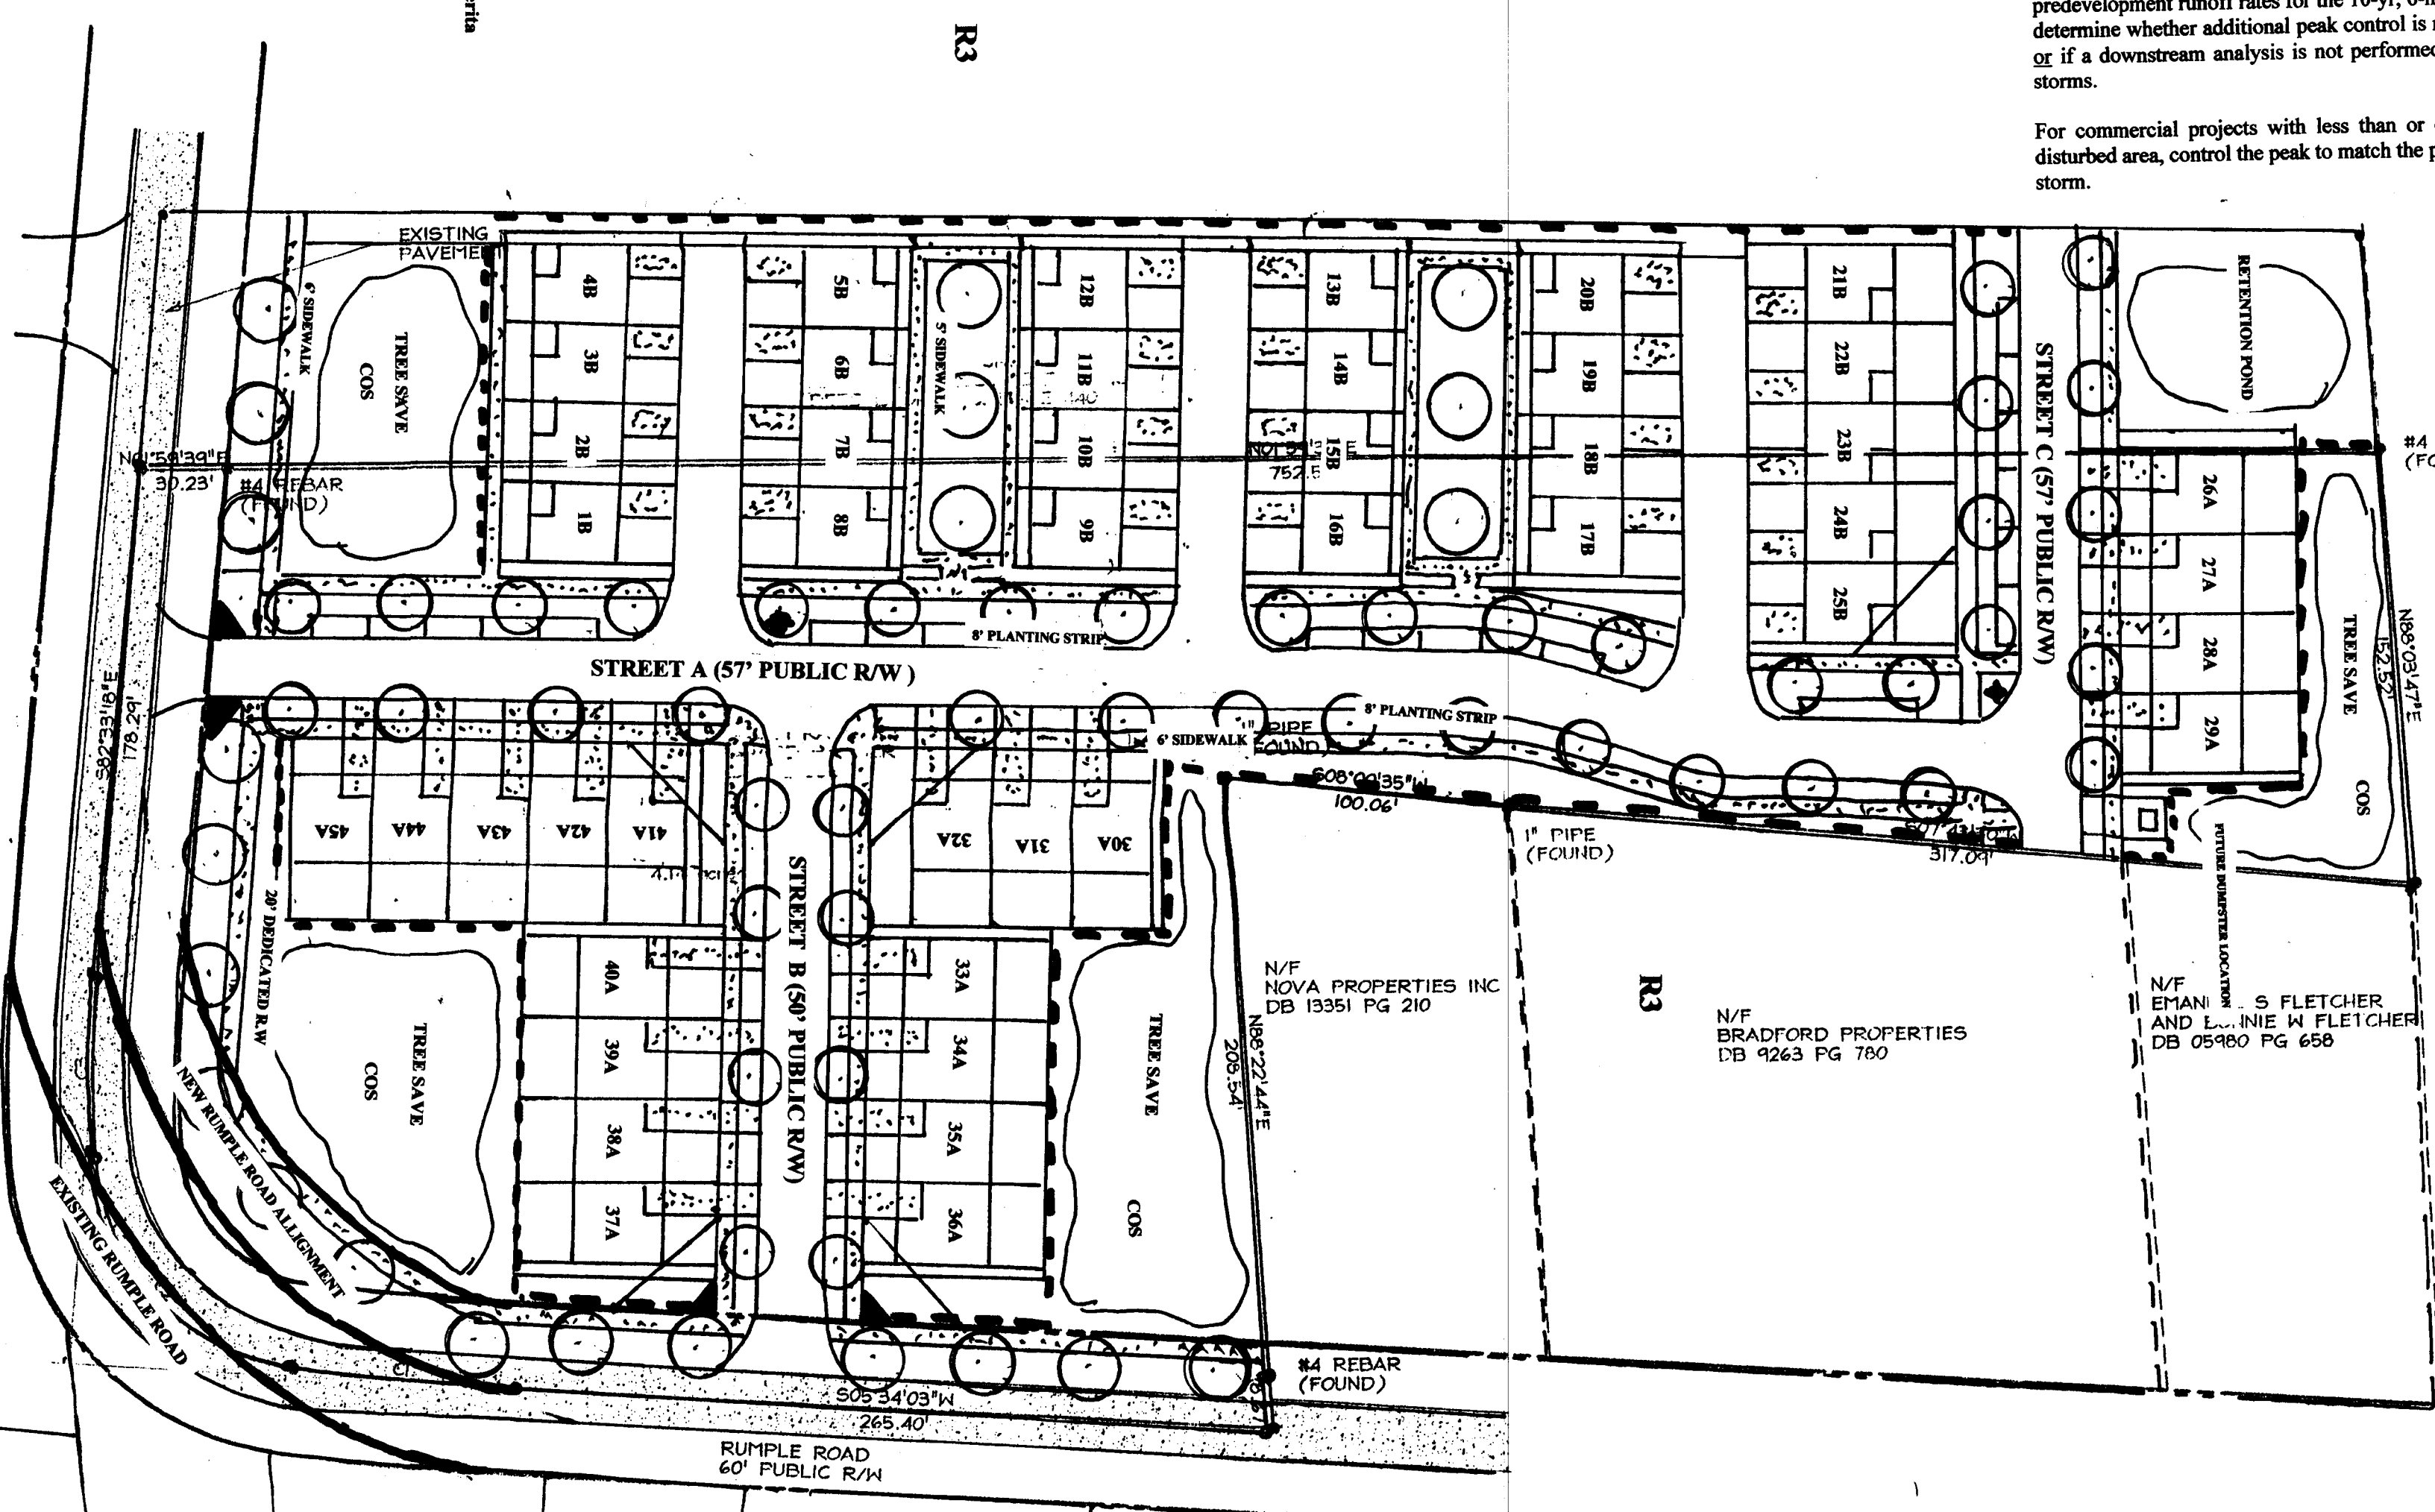 predevelopment runoff rates for the 10-yr,
determine whether additional peak control is
or if a downstream analysis is not performed
storms.
For commercial projects with less than or
disturbed area, control the peak to match the
storm.
R3
EXISTING
PAVEMENT
6' SIDEWALK
TREE SAVE
COS
4B
3B
2B
1B
5B
6B
7B
8B
5' SIDEWALK
12B
11B
10B
9B
13B
14B
15B
16B
20B
19B
18B
17B
21B
22B
23B
24B
25B
STREET C (57' PUBLIC R/W)
RETENTION POND
26A
27A
28A
29A
TREE SAVE
COS
N88°03'47"E
152.52'
#4
N01°59'39"E
30.23'
#4 REBAR
(FOUND)
752.5
140
8' PLANTING STRIP
STREET A (57' PUBLIC R/W )
S82°33'18"E
178.29'
8' PLANTING STRIP
6' SIDEWALK
1" PIPE
(FOUND)
S08°00'35"W
100.06'
1" PIPE
(FOUND)
317.09'
45A
44A
43A
42A
41A
32A
31A
30A
STREET B (50' PUBLIC R/W)
20' DEDICATED R.W
40A
39A
38A
37A
33A
34A
35A
36A
TREE SAVE
COS
TREE SAVE
COS
N88°22'44"E
208.54'
N/F
NOVA PROPERTIES INC
DB 13351 PG 210
R3
N/F
BRADFORD PROPERTIES
DB 9263 PG 780
FUTURE DUMPSTER LOCATION
N/F
S FLETCHER
AND W FLETCHER
DB 05980 PG 658
NEW RUMPLE ROAD ALLIGNMENT
EXISTING RUMPLE ROAD
#4 REBAR
(FOUND)
S05°34'03"W
265.40'
RUMPLE ROAD
60' PUBLIC R/W